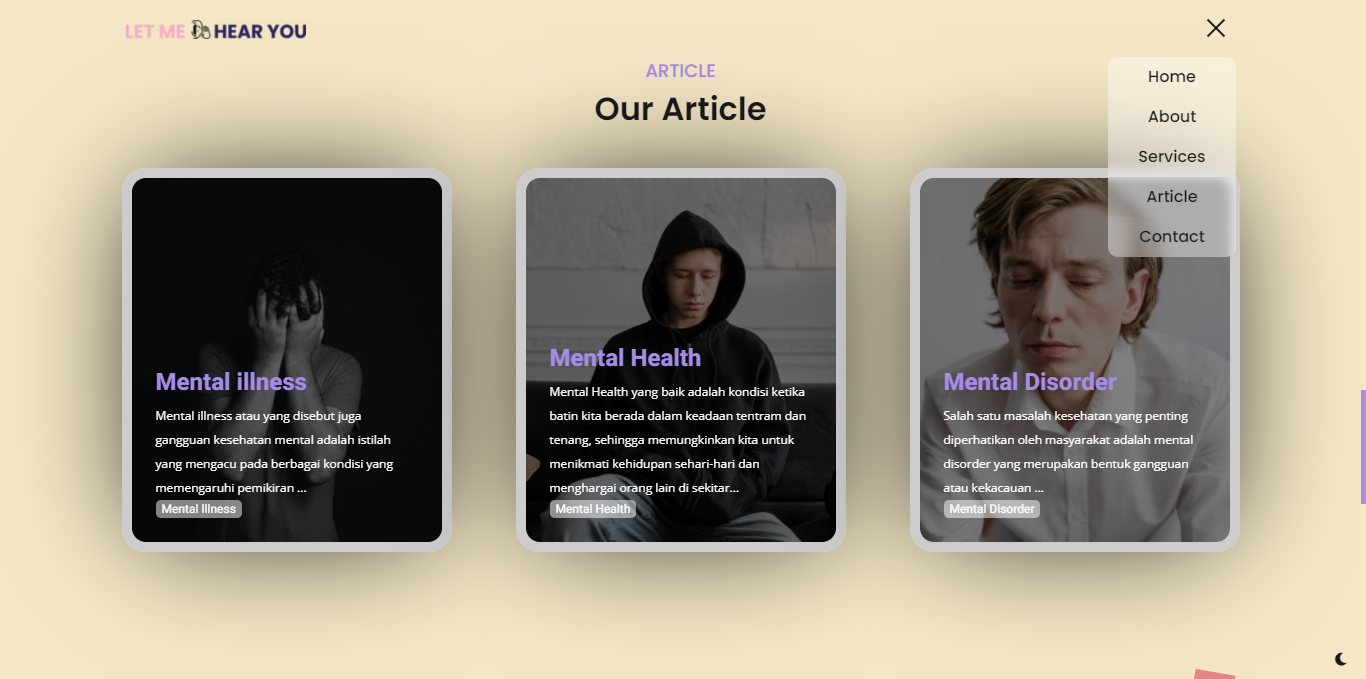 LET ME HEAR YOU
ARTICLE
Our Article
Home
About
Services
Article
Contact
Mental illness
Mental illness atau yang disebut juga
gangguan kesehatan mental adalah istilah
yang mengacu pada berbagai kondisi yang
memengaruhi pemikiran ...
Mental Illness
Mental Health
Mental Health yang baik adalah kondisi ketika
batin kita berada dalam keadaan tentram dan
tenang, sehingga memungkinkan kita untuk
menikmati kehidupan sehari-hari dan
menghargai orang lain di sekitar...
Mental Health
Mental Disorder
Salah satu masalah kesehatan yang penting
diperhatikan oleh masyarakat adalah mental
disorder yang merupakan bentuk gangguan
atau kekacauan ...
Mental Disorder